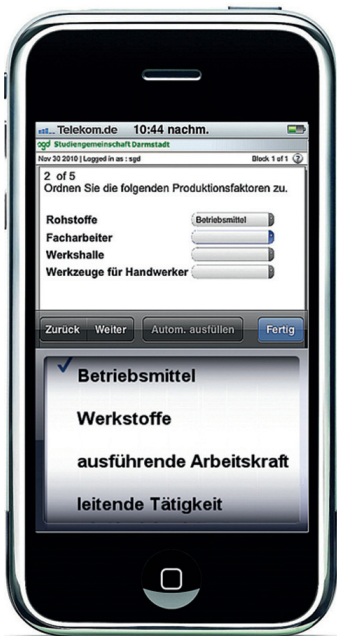 Telekom.de 10:44 nachm.
sgd Studiengemeinschaft Darmstadt
Nov 30 2010 | Logged in as : sgd Block 1 of 1 ?
2 of 5
Ordnen Sie die folgenden Produktionsfaktoren zu.
Rohstoffe Betriebsmittel
Facharbeiter
Werkshalle
Werkzeuge für Handwerker
Zurück Weiter Autom. ausfüllen Fertig
Betriebsmittel
Werkstoffe
ausführende Arbeitskraft
leitende Tätigkeit